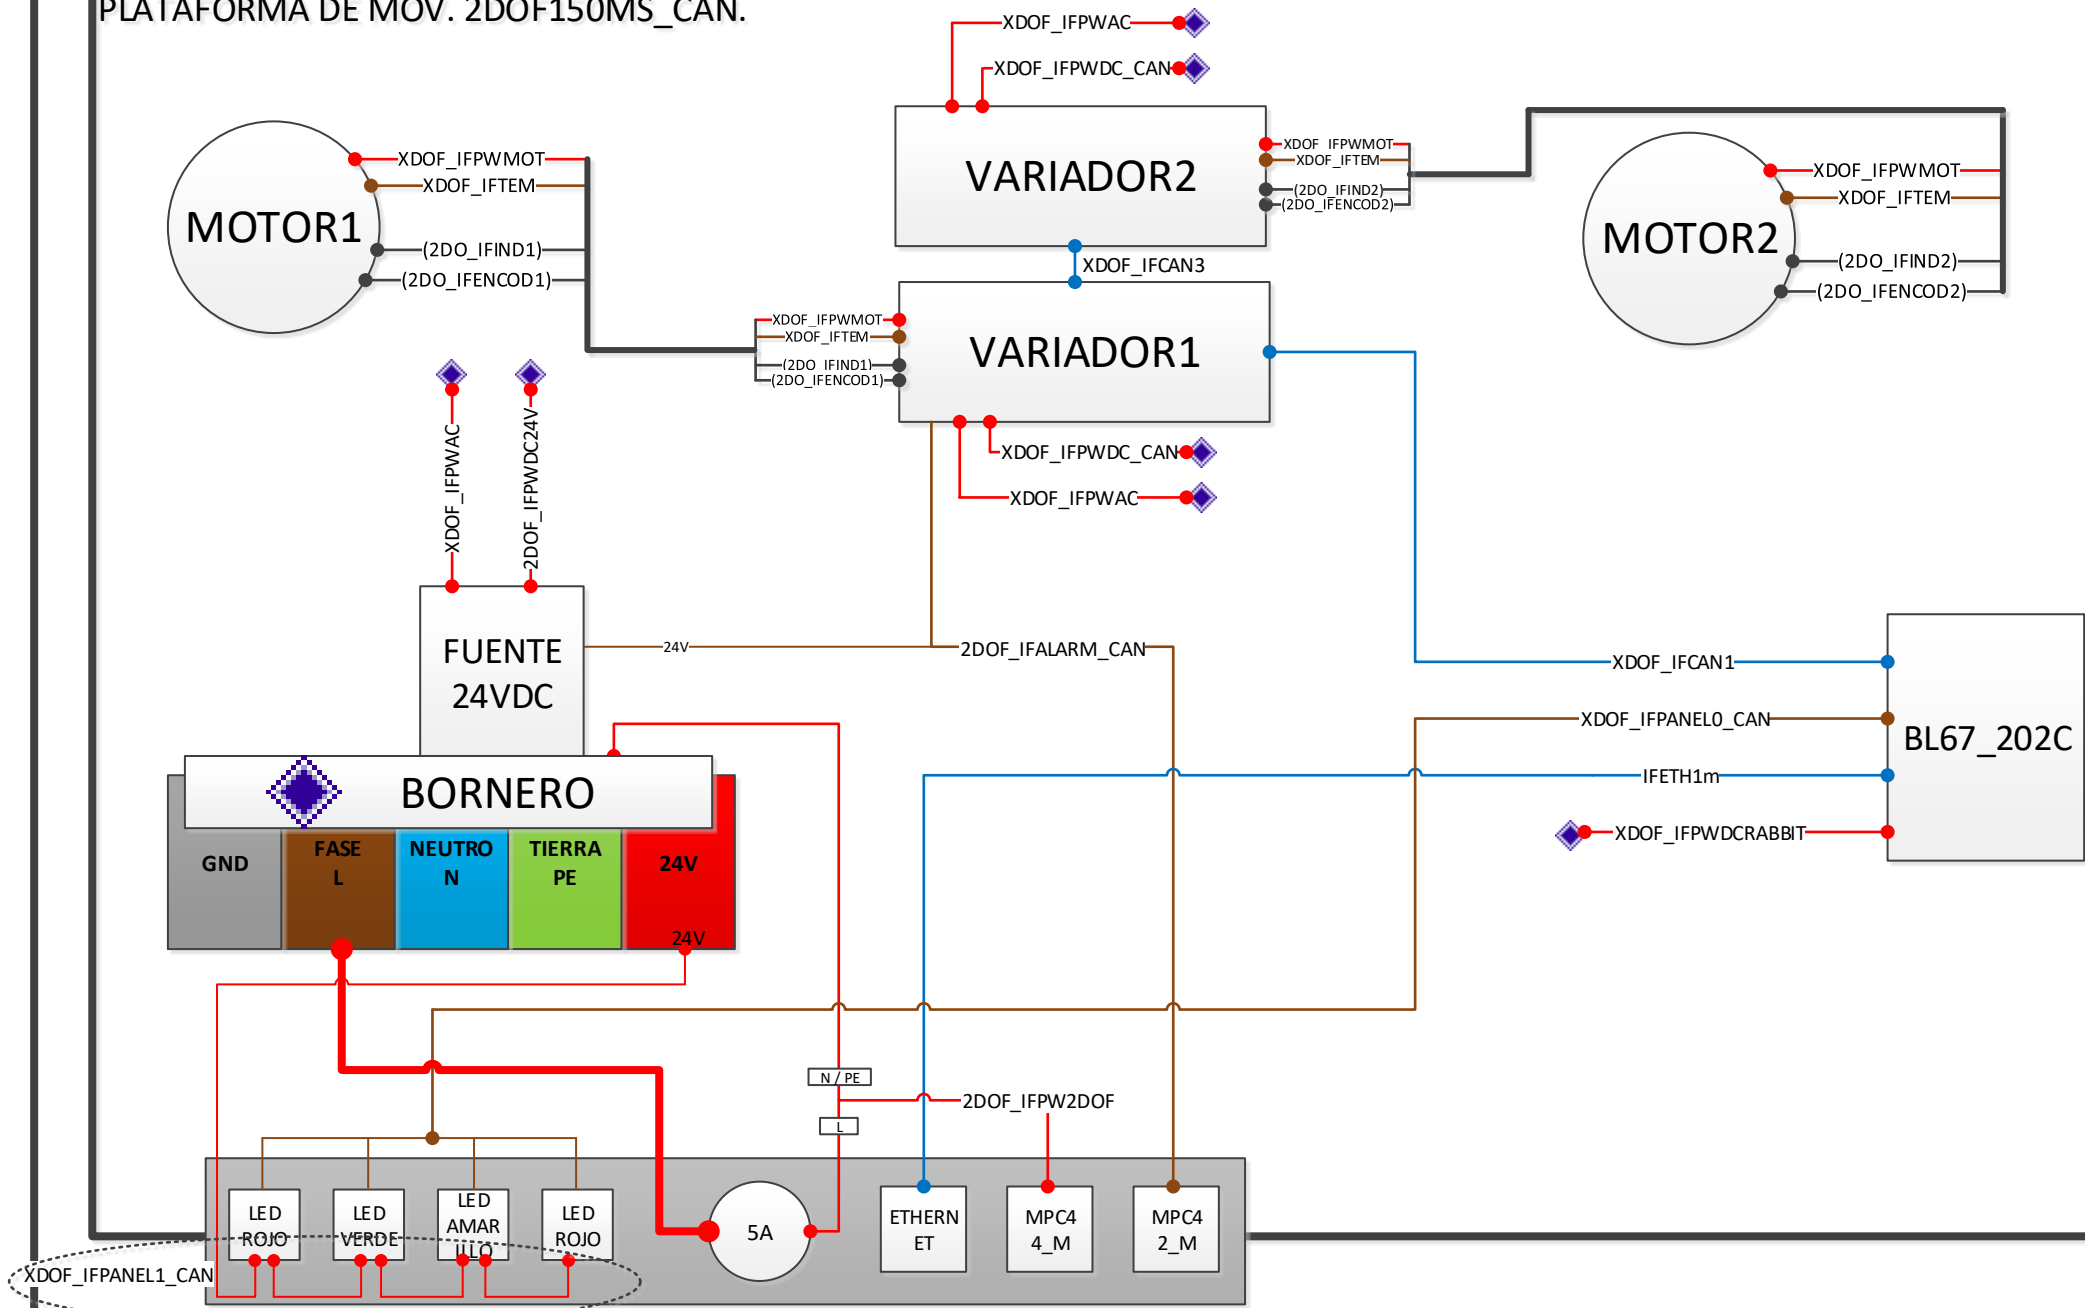 PLATAFORMA DE MOV. 2DOF150MS_CAN.
XDOF_IFPWAC
XDOF_IFPWDC_CAN
MOTOR1
XDOF_IFPWMOT
XDOF_IFTEM
(2DO_IFIND1)
(2DO_IFENCOD1)
VARIADOR2
XDOF_IFPWMOT
XDOF_IFTEM
(2DO_IFIND2)
(2DO_IFENCOD2)
MOTOR2
XDOF_IFPWMOT
XDOF_IFTEM
(2DO_IFIND2)
(2DO_IFENCOD2)
XDOF_IFCAN3
XDOF_IFPWMOT
XDOF_IFTEM
(2DO_IFIND1)
(2DO_IFENCOD1)
VARIADOR1
XDOF_IFPWDC_CAN
XDOF_IFPWAC
XDOF_IFPWAC
2DOF_IFPWDC24V
FUENTE
24VDC
24V
2DOF_IFALARM_CAN
XDOF_IFCAN1
XDOF_IFPANEL0_CAN
IFETH1m
XDOF_IFPWDCRABBIT
BL67_202C
BORNERO
GND
FASE
L
NEUTRO
N
TIERRA
PE
24V
24V
N / PE
L
2DOF_IFPW2DOF
LED
ROJO
LED
VERDE
LED
AMAR
ILLO
LED
ROJO
5A
ETHERN
ET
MPC4
4_M
MPC4
2_M
XDOF_IFPANEL1_CAN